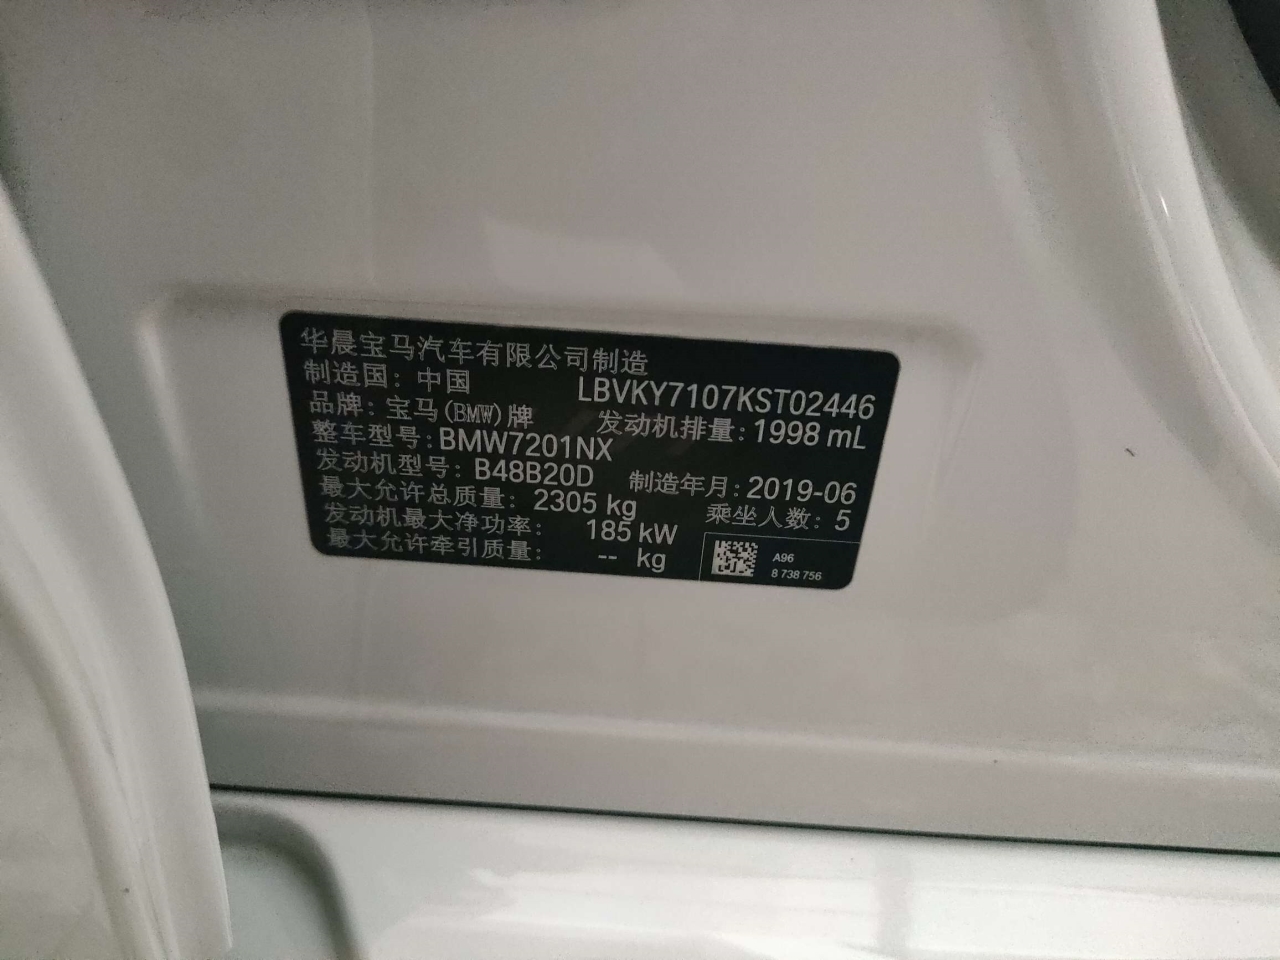 华晨宝马汽车有限公司制造
制造国：中国 LBVKY7107KST02446
品牌：宝马(BMW)牌 发动机排量：1998 mL
整车型号：BMW7201NX
发动机型号：B48B20D 制造年月：2019-06
最大允许总质量：2305 kg 乘坐人数：5
发动机最大净功率：185 kW
最大允许牵引质量：-- kg
A96
8 738 756